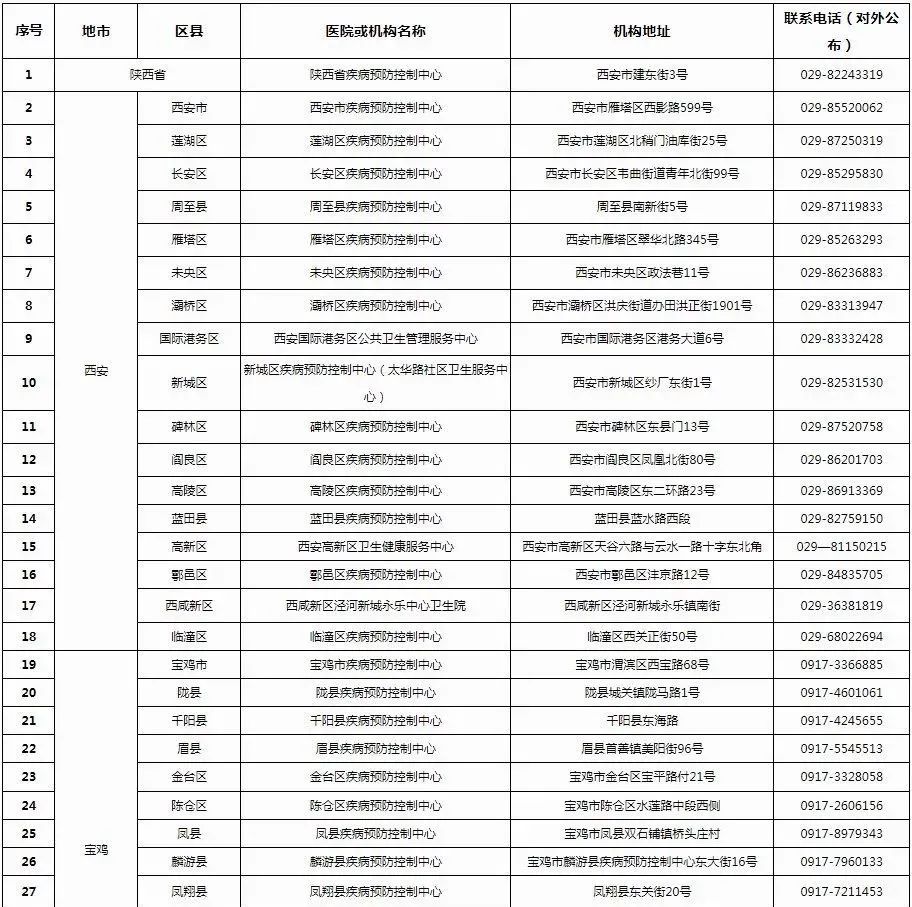 序号 地市 区县 医院或机构名称 机构地址 联系电话（对外公
布）
1 陕西省 陕西省疾病预防控制中心 西安市建东街3号 029-82243319
2 西安市 西安市疾病预防控制中心 西安市雁塔区西影路599号 029-85520062
3 莲湖区 莲湖区疾病预防控制中心 西安市莲湖区北稍门油库街25号 029-87250319
4 长安区 长安区疾病预防控制中心 西安市长安区韦曲街道青年北街99号 029-85295830
5 周至县 周至县疾病预防控制中心 周至县南新街5号 029-87119833
6 雁塔区 雁塔区疾病预防控制中心 西安市雁塔区翠华北路345号 029-85263293
7 未央区 未央区疾病预防控制中心 西安市未央区政法巷11号 029-86236883
8 灞桥区 灞桥区疾病预防控制中心 西安市灞桥区洪庆街道办田洪正街1901号 029-83313947
9 国际港务区 西安国际港务区公共卫生管理服务中心 西安市国际港务区港务大道6号 029-83332428
西安
10 新城区 新城区疾病预防控制中心（太华路社区卫生服务中
心） 西安市新城区纱厂东街1号 029-82531530
11 碑林区 碑林区疾病预防控制中心 西安市碑林区东县门13号 029-87520758
12 阎良区 阎良区疾病预防控制中心 西安市阎良区凤凰北街80号 029-86201703
13 高陵区 高陵区疾病预防控制中心 西安市高陵区东二环路23号 029-86913369
14 蓝田县 蓝田县疾病预防控制中心 蓝田县蓝水路西段 029-82759150
15 高新区 西安高新区卫生健康服务中心 西安市高新区天谷六路与云水一路十字东北角 029—81150215
16 鄠邑区 鄠邑区疾病预防控制中心 西安市鄠邑区沣京路12号 029-84835705
17 西咸新区 西咸新区泾河新城永乐中心卫生院 西咸新区泾河新城永乐镇南街 029-36381819
18 临潼区 临潼区疾病预防控制中心 临潼区西关正街50号 029-68022694
19 宝鸡市 宝鸡市疾病预防控制中心 宝鸡市渭滨区西宝路68号 0917-3366885
20 陇县 陇县疾病预防控制中心 陇县城关镇陇马路1号 0917-4601061
21 千阳县 千阳县疾病预防控制中心 千阳县东海路 0917-4245655
22 眉县 眉县疾病预防控制中心 眉县首善镇美阳街96号 0917-5545513
23 金台区 金台区疾病预防控制中心 宝鸡市金台区宝平路付21号 0917-3328058
24 陈仓区 陈仓区疾病预防控制中心 宝鸡市陈仓区水莲路中段西侧 0917-2606156
25 凤县 凤县疾病预防控制中心 宝鸡市凤县双石铺镇桥头庄村 0917-8979343
宝鸡
26 麟游县 麟游县疾病预防控制中心 宝鸡市麟游县疾病预防控制中心东大街16号 0917-7960133
27 凤翔县 凤翔县疾病预防控制中心 凤翔县东关街20号 0917-7211453